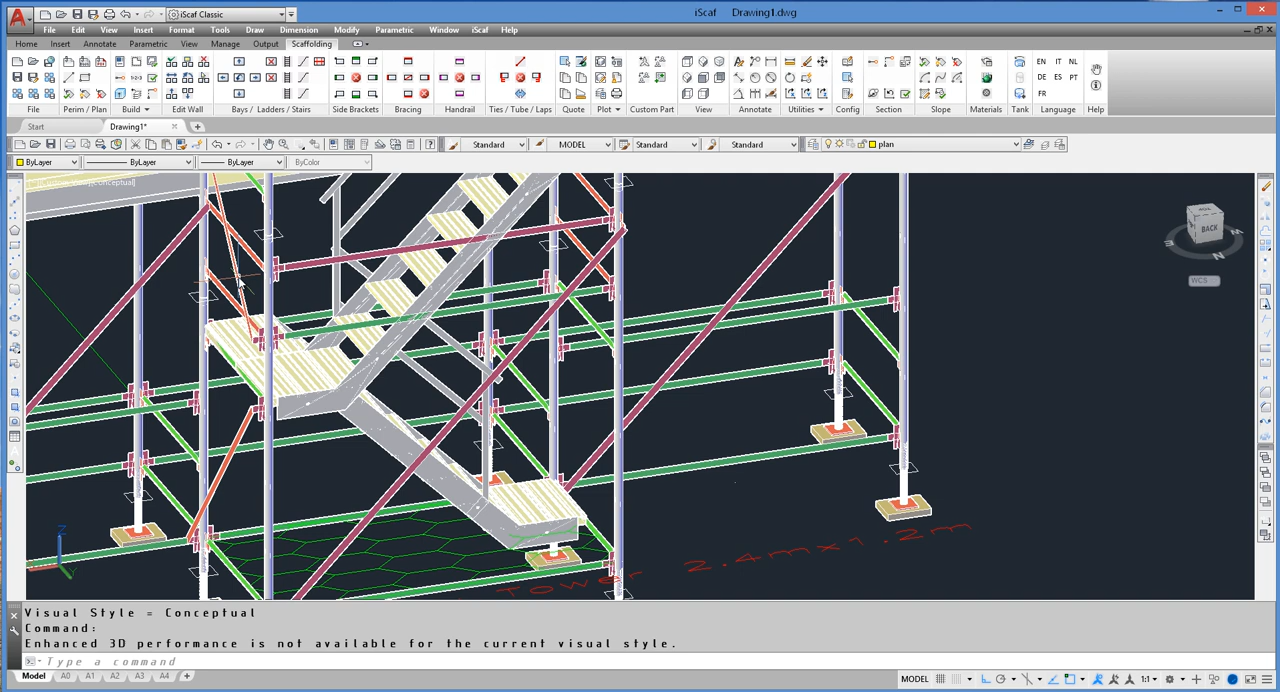 iScaf Classic
iScaf Drawing1.dwg
File Edit View Insert Format Tools Draw Dimension Modify Parametric Window iScaf Help
Home Insert Annotate Parametric View Manage Output Scaffolding
EN IT NL
DE ES PT
FR
File Perim / Plan Build Edit Wall Bays / Ladders / Stairs Side Brackets Bracing Handrail Ties / Tube / Laps Quote Plot Custom Part View Annotate Utilities Config Section Slope Materials Tank Language Help
Start Drawing1*
Standard MODEL Standard Standard plan
ByLayer ByLayer ByLayer ByColor
BACK
WCS
Z
Y
Tower 2.4mx1.2m
Visual Style = Conceptual
Command:
Enhanced 3D performance is not available for the current visual style.
Type a command
Model A0 A1 A2 A3 A4 +
MODEL 1:1